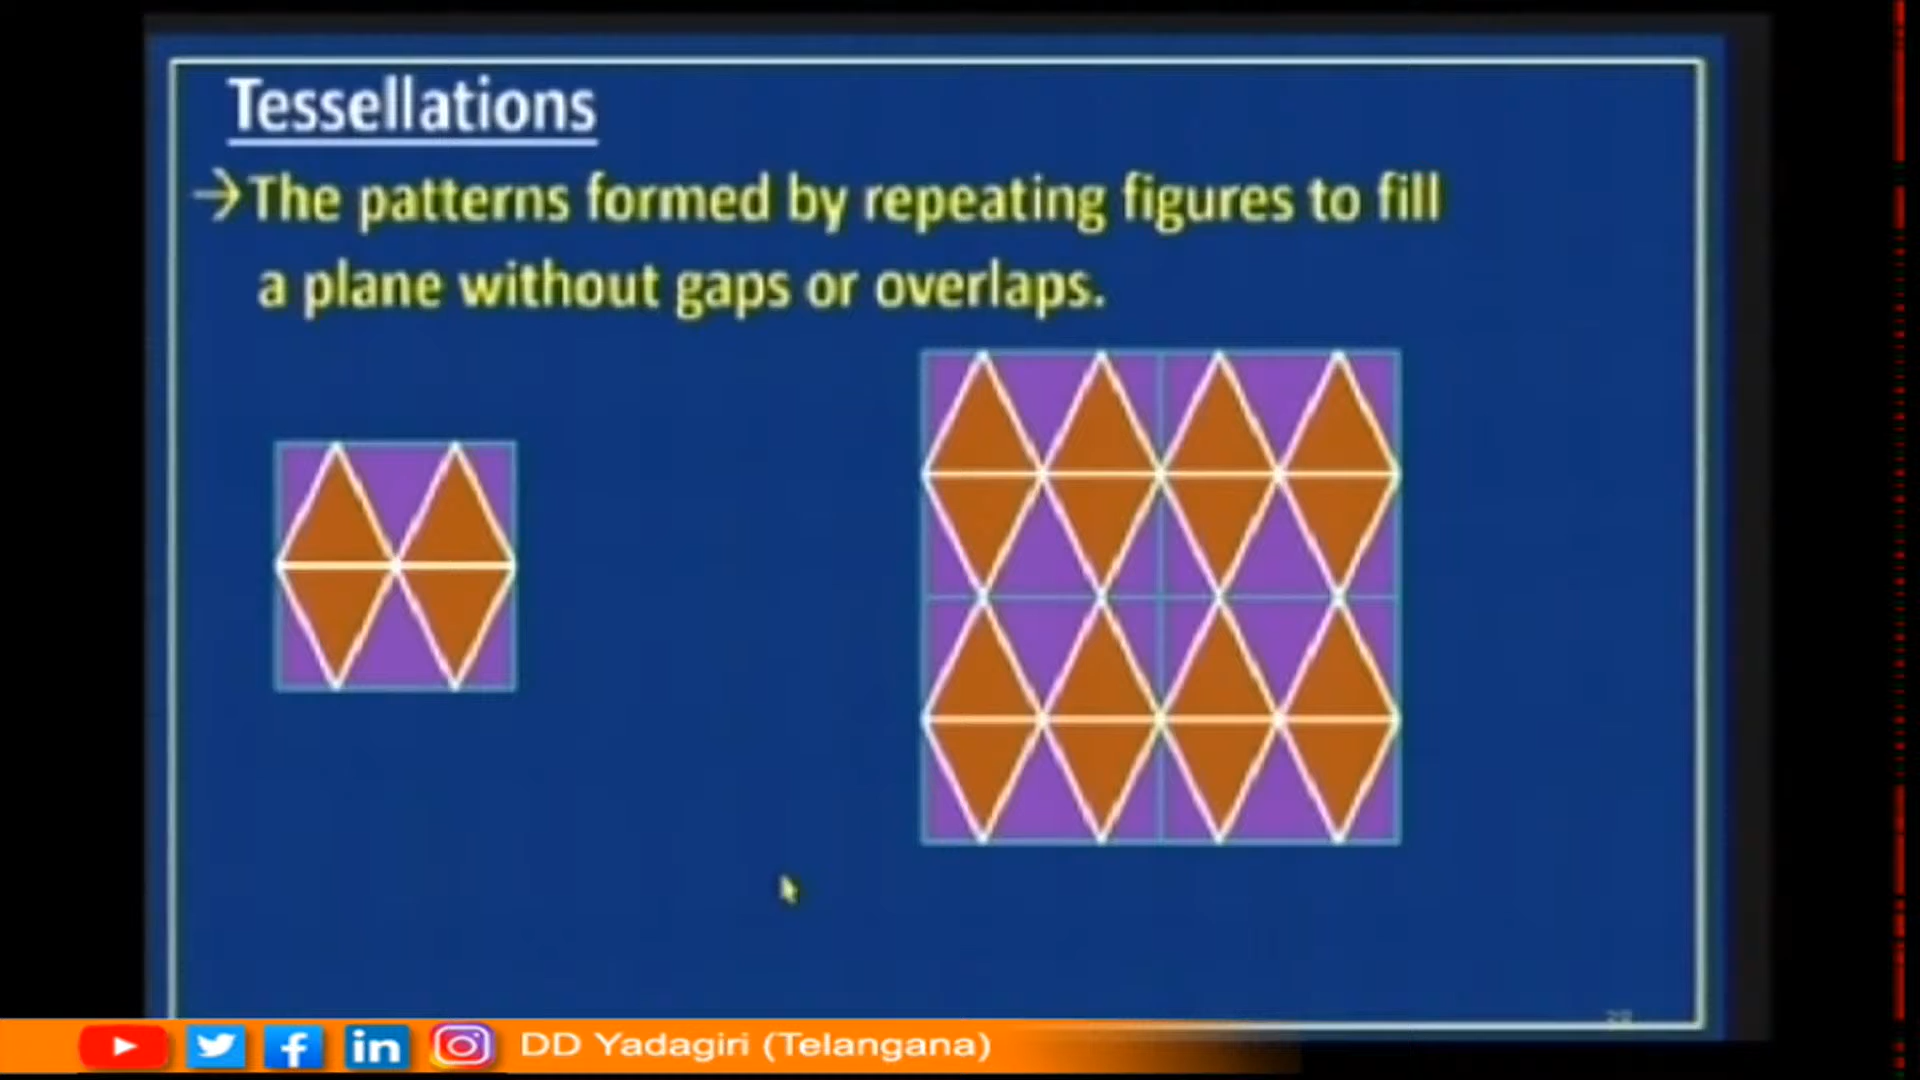 Tessellations
→The patterns formed by repeating figures to fill
a plane without gaps or overlaps.
DD Yadagiri (Telangana)